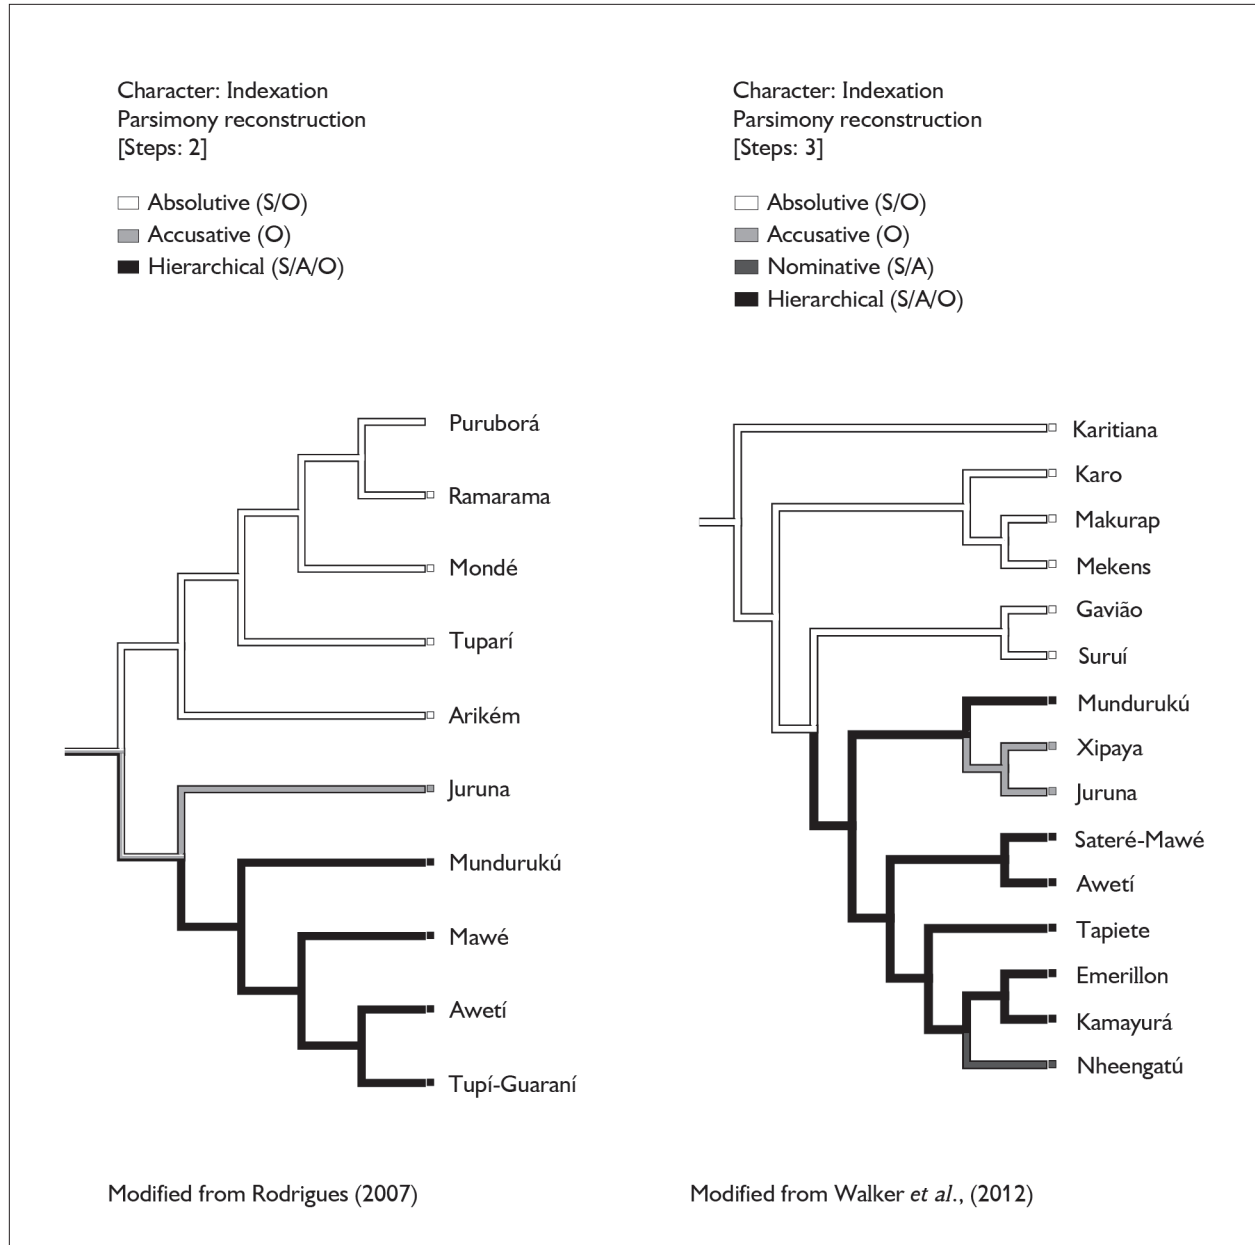 Character: Indexation
Parsimony reconstruction
[Steps: 2]
Absolutive (S/O)
Accusative (O)
Hierarchical (S/A/O)
Puruborá
Ramarama
Mondé
Tuparí
Arikém
Juruna
Mundurukú
Mawé
Awetí
Tupí-Guaraní
Modified from Rodrigues (2007)
Character: Indexation
Parsimony reconstruction
[Steps: 3]
Absolutive (S/O)
Accusative (O)
Nominative (S/A)
Hierarchical (S/A/O)
Karitiana
Karo
Makurap
Mekens
Gavião
Suruí
Mundurukú
Xipaya
Juruna
Sateré-Mawé
Awetí
Tapiete
Emerillon
Kamayurá
Nheengatú
Modified from Walker et al., (2012)